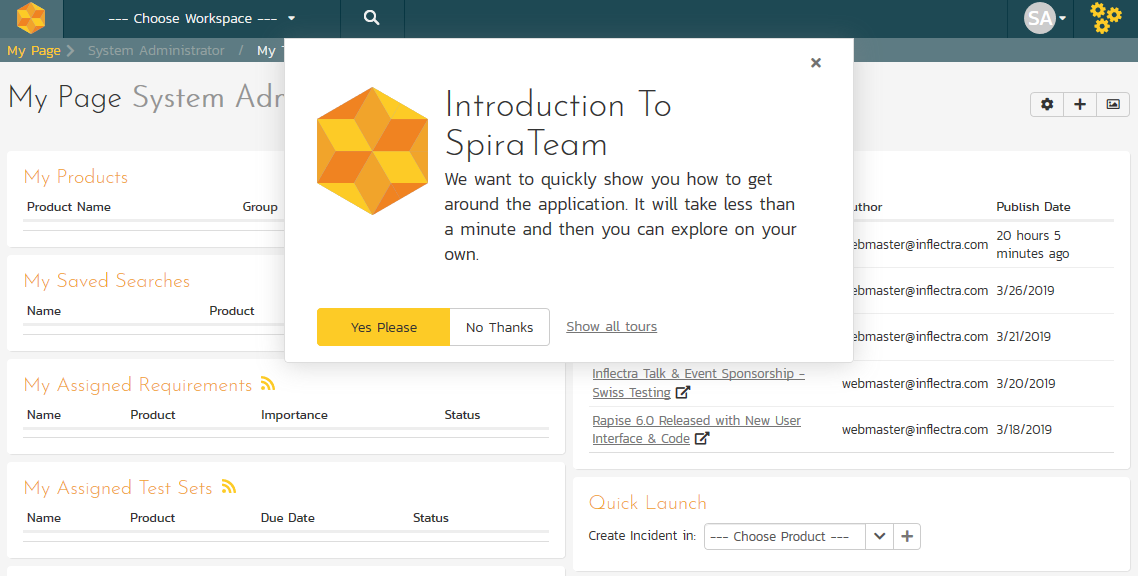 --- Choose Workspace ---
SA
My Page
System Administrator
/
My
My Page System Adm
×
Introduction To
SpiraTeam
We want to quickly show you how to get
around the application. It will take less than
a minute and then you can explore on your
own.
Yes Please
No Thanks
Show all tours
My Products
Product Name Group
My Saved Searches
Name Product
My Assigned Requirements
Name Product Importance Status
My Assigned Test Sets
Name Product Due Date Status
Publish Date
ebmaster@inflectra.com 20 hours 5
minutes ago
ebmaster@inflectra.com 3/26/2019
ebmaster@inflectra.com 3/21/2019
Inflectra Talk & Event Sponsorship -
Swiss Testing
webmaster@inflectra.com 3/20/2019
Rapise 6.0 Released with New User
Interface & Code
webmaster@inflectra.com 3/18/2019
Quick Launch
Create Incident in: --- Choose Product ---